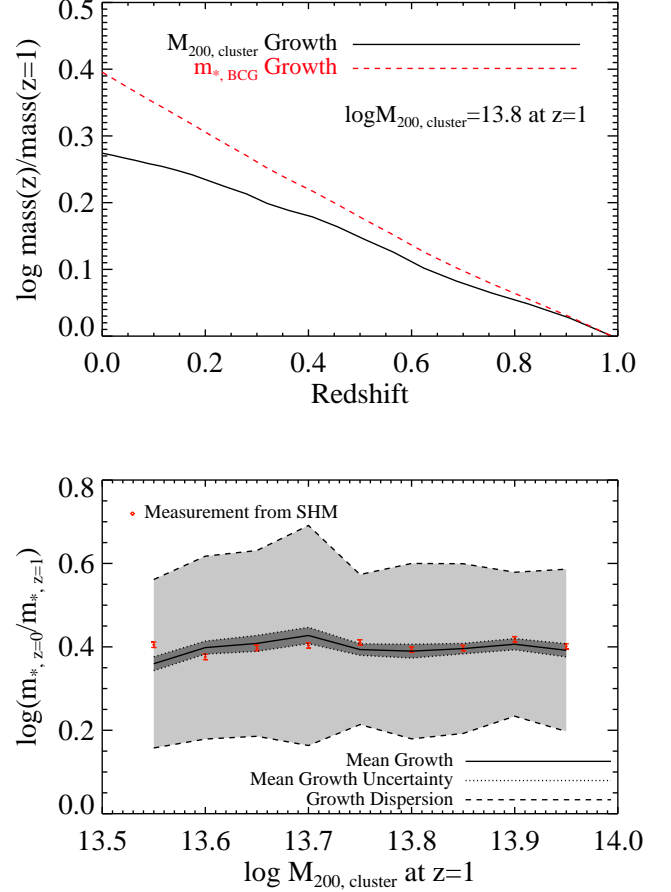 log mass(z)/mass(z=1)
0.5
0.4
0.3
0.2
0.1
0.0
M200, cluster Growth
m*, BCG Growth
logM200, cluster=13.8 at z=1
0.0 0.2 0.4 0.6 0.8 1.0
Redshift
log(m*, z=0/m*, z=1)
0.8
0.6
0.4
0.2
0.0
Measurement from SHM
Mean Growth
Mean Growth Uncertainty
Growth Dispersion
13.5 13.6 13.7 13.8 13.9 14.0
log M200, cluster at z=1